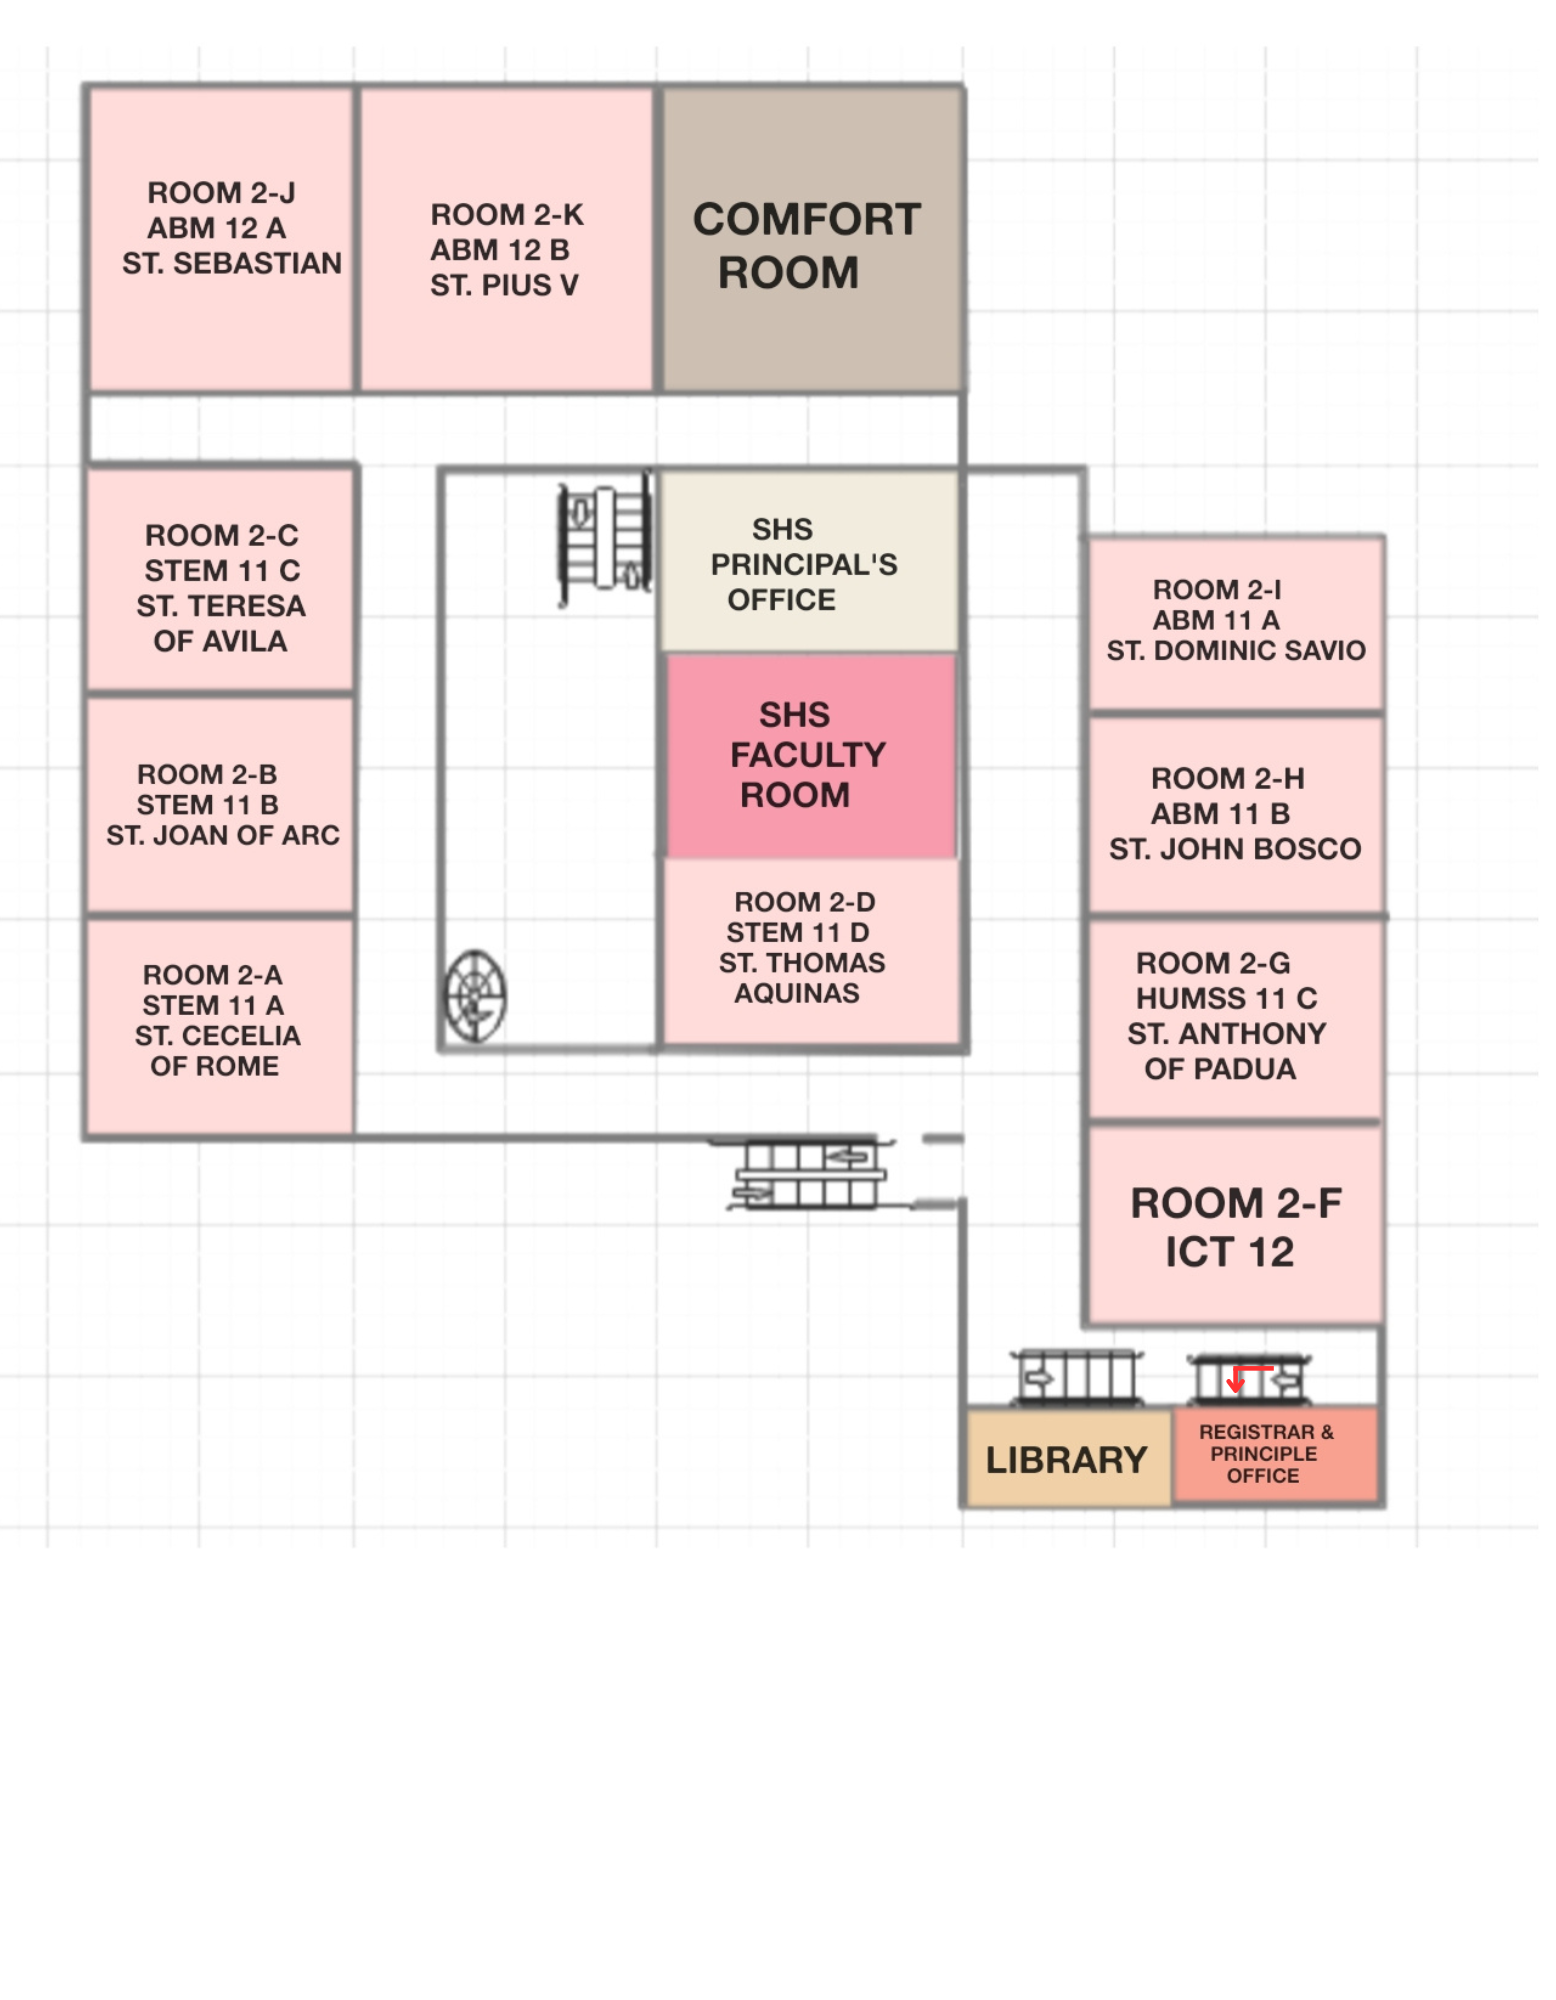 ROOM 2-J
ABM 12 A
ST. SEBASTIAN
ROOM 2-K
ABM 12 B
ST. PIUS V
COMFORT
ROOM
ROOM 2-C
STEM 11 C
ST. TERESA
OF AVILA
SHS
PRINCIPAL'S
OFFICE
ROOM 2-I
ABM 11 A
ST. DOMINIC SAVIO
ROOM 2-B
STEM 11 B
ST. JOAN OF ARC
SHS
FACULTY
ROOM
ROOM 2-H
ABM 11 B
ST. JOHN BOSCO
ROOM 2-A
STEM 11 A
ST. CECELIA
OF ROME
ROOM 2-D
STEM 11 D
ST. THOMAS
AQUINAS
ROOM 2-G
HUMSS 11 C
ST. ANTHONY
OF PADUA
ROOM 2-F
ICT 12
LIBRARY
REGISTRAR &
PRINCIPLE
OFFICE